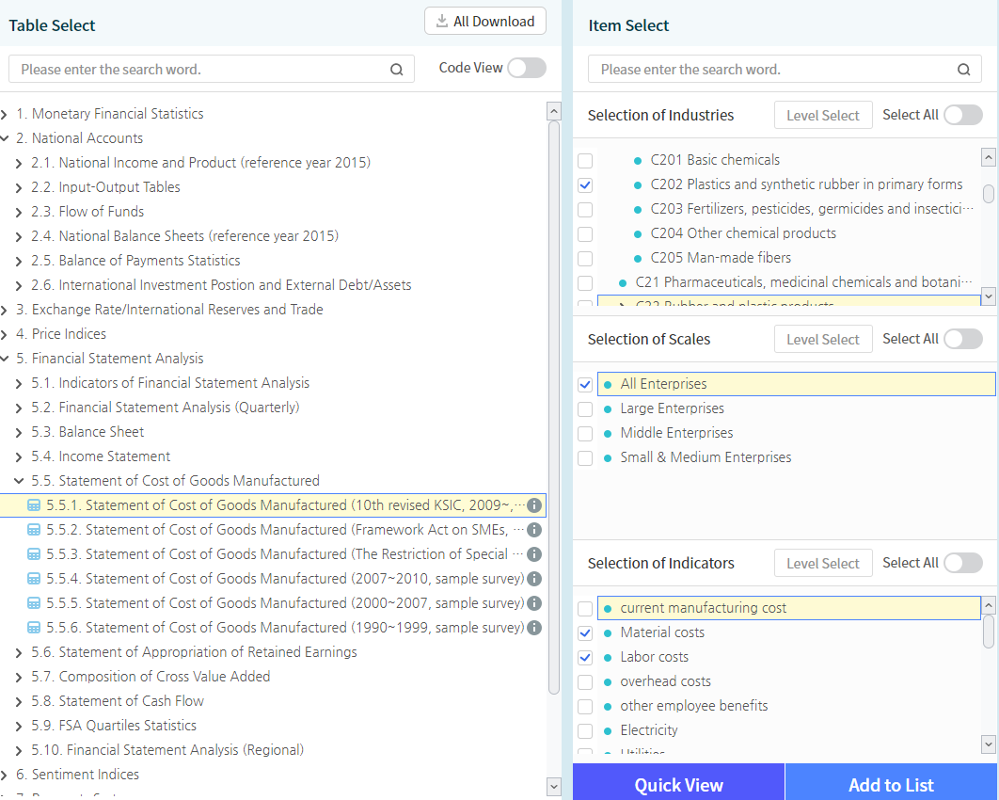 Table Select
All Download
Please enter the search word.
Code View
1. Monetary Financial Statistics
2. National Accounts
2.1. National Income and Product (reference year 2015)
2.2. Input-Output Tables
2.3. Flow of Funds
2.4. National Balance Sheets (reference year 2015)
2.5. Balance of Payments Statistics
2.6. International Investment Postion and External Debt/Assets
3. Exchange Rate/International Reserves and Trade
4. Price Indices
5. Financial Statement Analysis
5.1. Indicators of Financial Statement Analysis
5.2. Financial Statement Analysis (Quarterly)
5.3. Balance Sheet
5.4. Income Statement
5.5. Statement of Cost of Goods Manufactured
5.5.1. Statement of Cost of Goods Manufactured (10th revised KSIC, 2009~,···
5.5.2. Statement of Cost of Goods Manufactured (Framework Act on SMEs, ···
5.5.3. Statement of Cost of Goods Manufactured (The Restriction of Special ···
5.5.4. Statement of Cost of Goods Manufactured (2007~2010, sample survey)
5.5.5. Statement of Cost of Goods Manufactured (2000~2007, sample survey)
5.5.6. Statement of Cost of Goods Manufactured (1990~1999, sample survey)
5.6. Statement of Appropriation of Retained Earnings
5.7. Composition of Cross Value Added
5.8. Statement of Cash Flow
5.9. FSA Quartiles Statistics
5.10. Financial Statement Analysis (Regional)
6. Sentiment Indices
Item Select
Please enter the search word.
Selection of Industries
Level Select
Select All
C201 Basic chemicals
C202 Plastics and synthetic rubber in primary forms
C203 Fertilizers, pesticides, germicides and insectici···
C204 Other chemical products
C205 Man-made fibers
C21 Pharmaceuticals, medicinal chemicals and botani···
C22 Rubber and plastic products
Selection of Scales
Level Select
Select All
All Enterprises
Large Enterprises
Middle Enterprises
Small & Medium Enterprises
Selection of Indicators
Level Select
Select All
current manufacturing cost
Material costs
Labor costs
overhead costs
other employee benefits
Electricity
Utilities
Quick View
Add to List